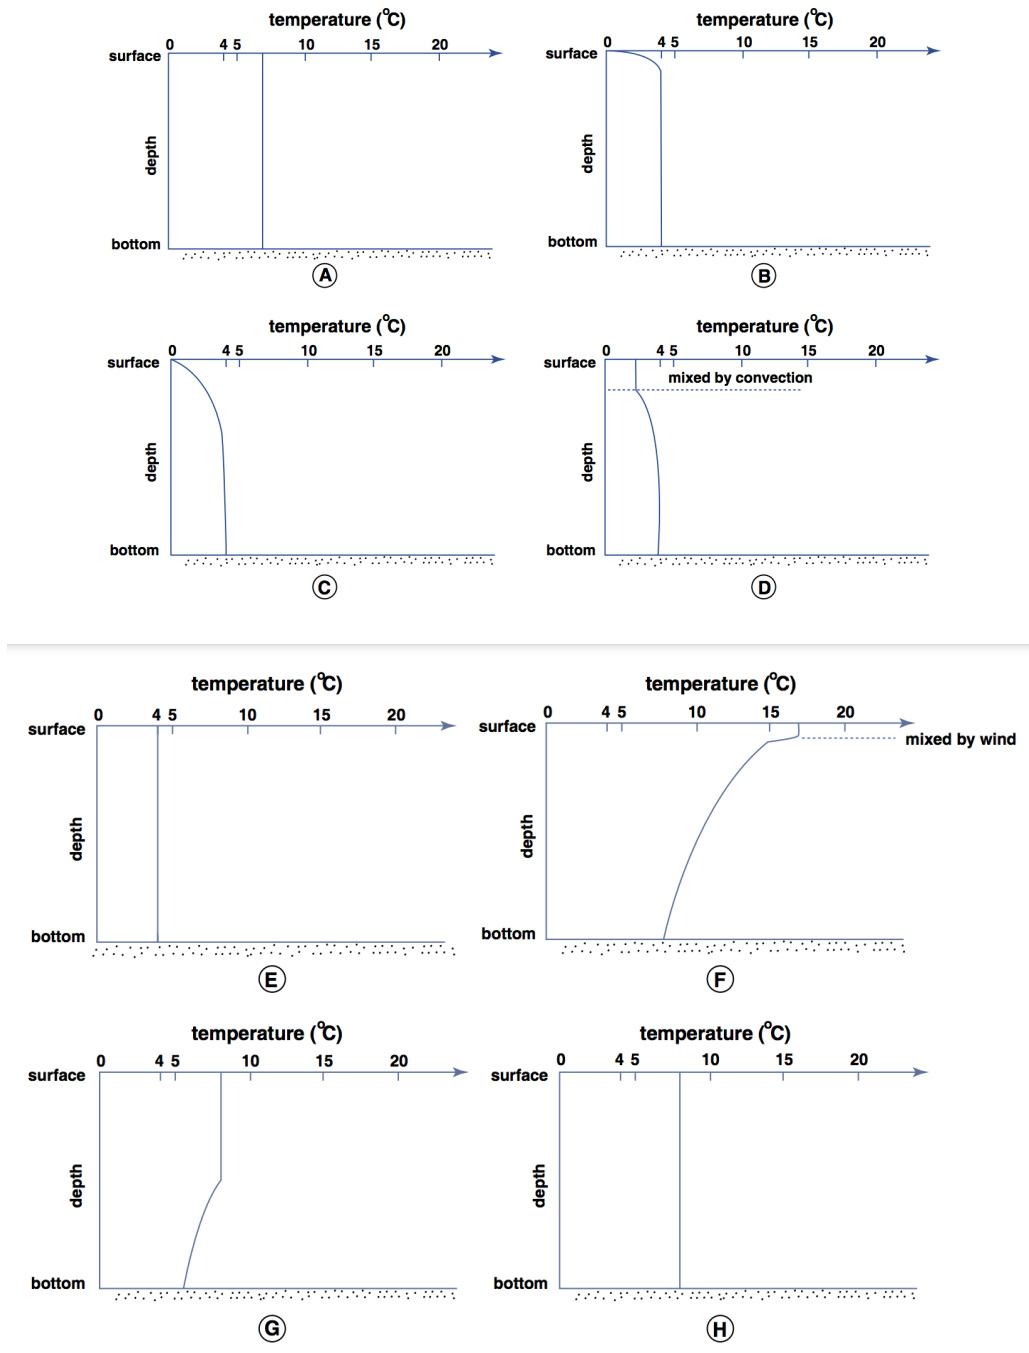 temperature (°C)
0 4 5 10 15 20
surface
depth
bottom
A
temperature (°C)
0 4 5 10 15 20
surface
depth
bottom
B
temperature (°C)
0 4 5 10 15 20
surface
depth
bottom
C
temperature (°C)
0 4 5 10 15 20
surface
mixed by convection
depth
bottom
D
temperature (°C)
0 4 5 10 15 20
surface
depth
bottom
E
temperature (°C)
0 4 5 10 15 20
surface
mixed by wind
depth
bottom
F
temperature (°C)
0 4 5 10 15 20
surface
depth
bottom
G
temperature (°C)
0 4 5 10 15 20
surface
depth
bottom
H